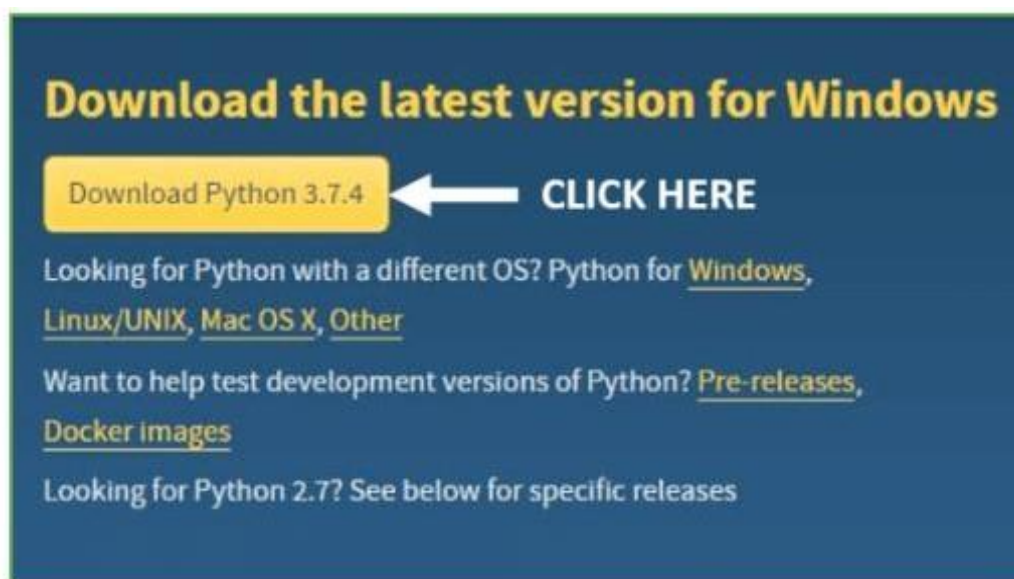 Download the latest version for Windows
Download Python 3.7.4
CLICK HERE
Looking for Python with a different OS? Python for Windows,
Linux/UNIX, Mac OS X, Other
Want to help test development versions of Python? Pre-releases,
Docker images
Looking for Python 2.7? See below for specific releases